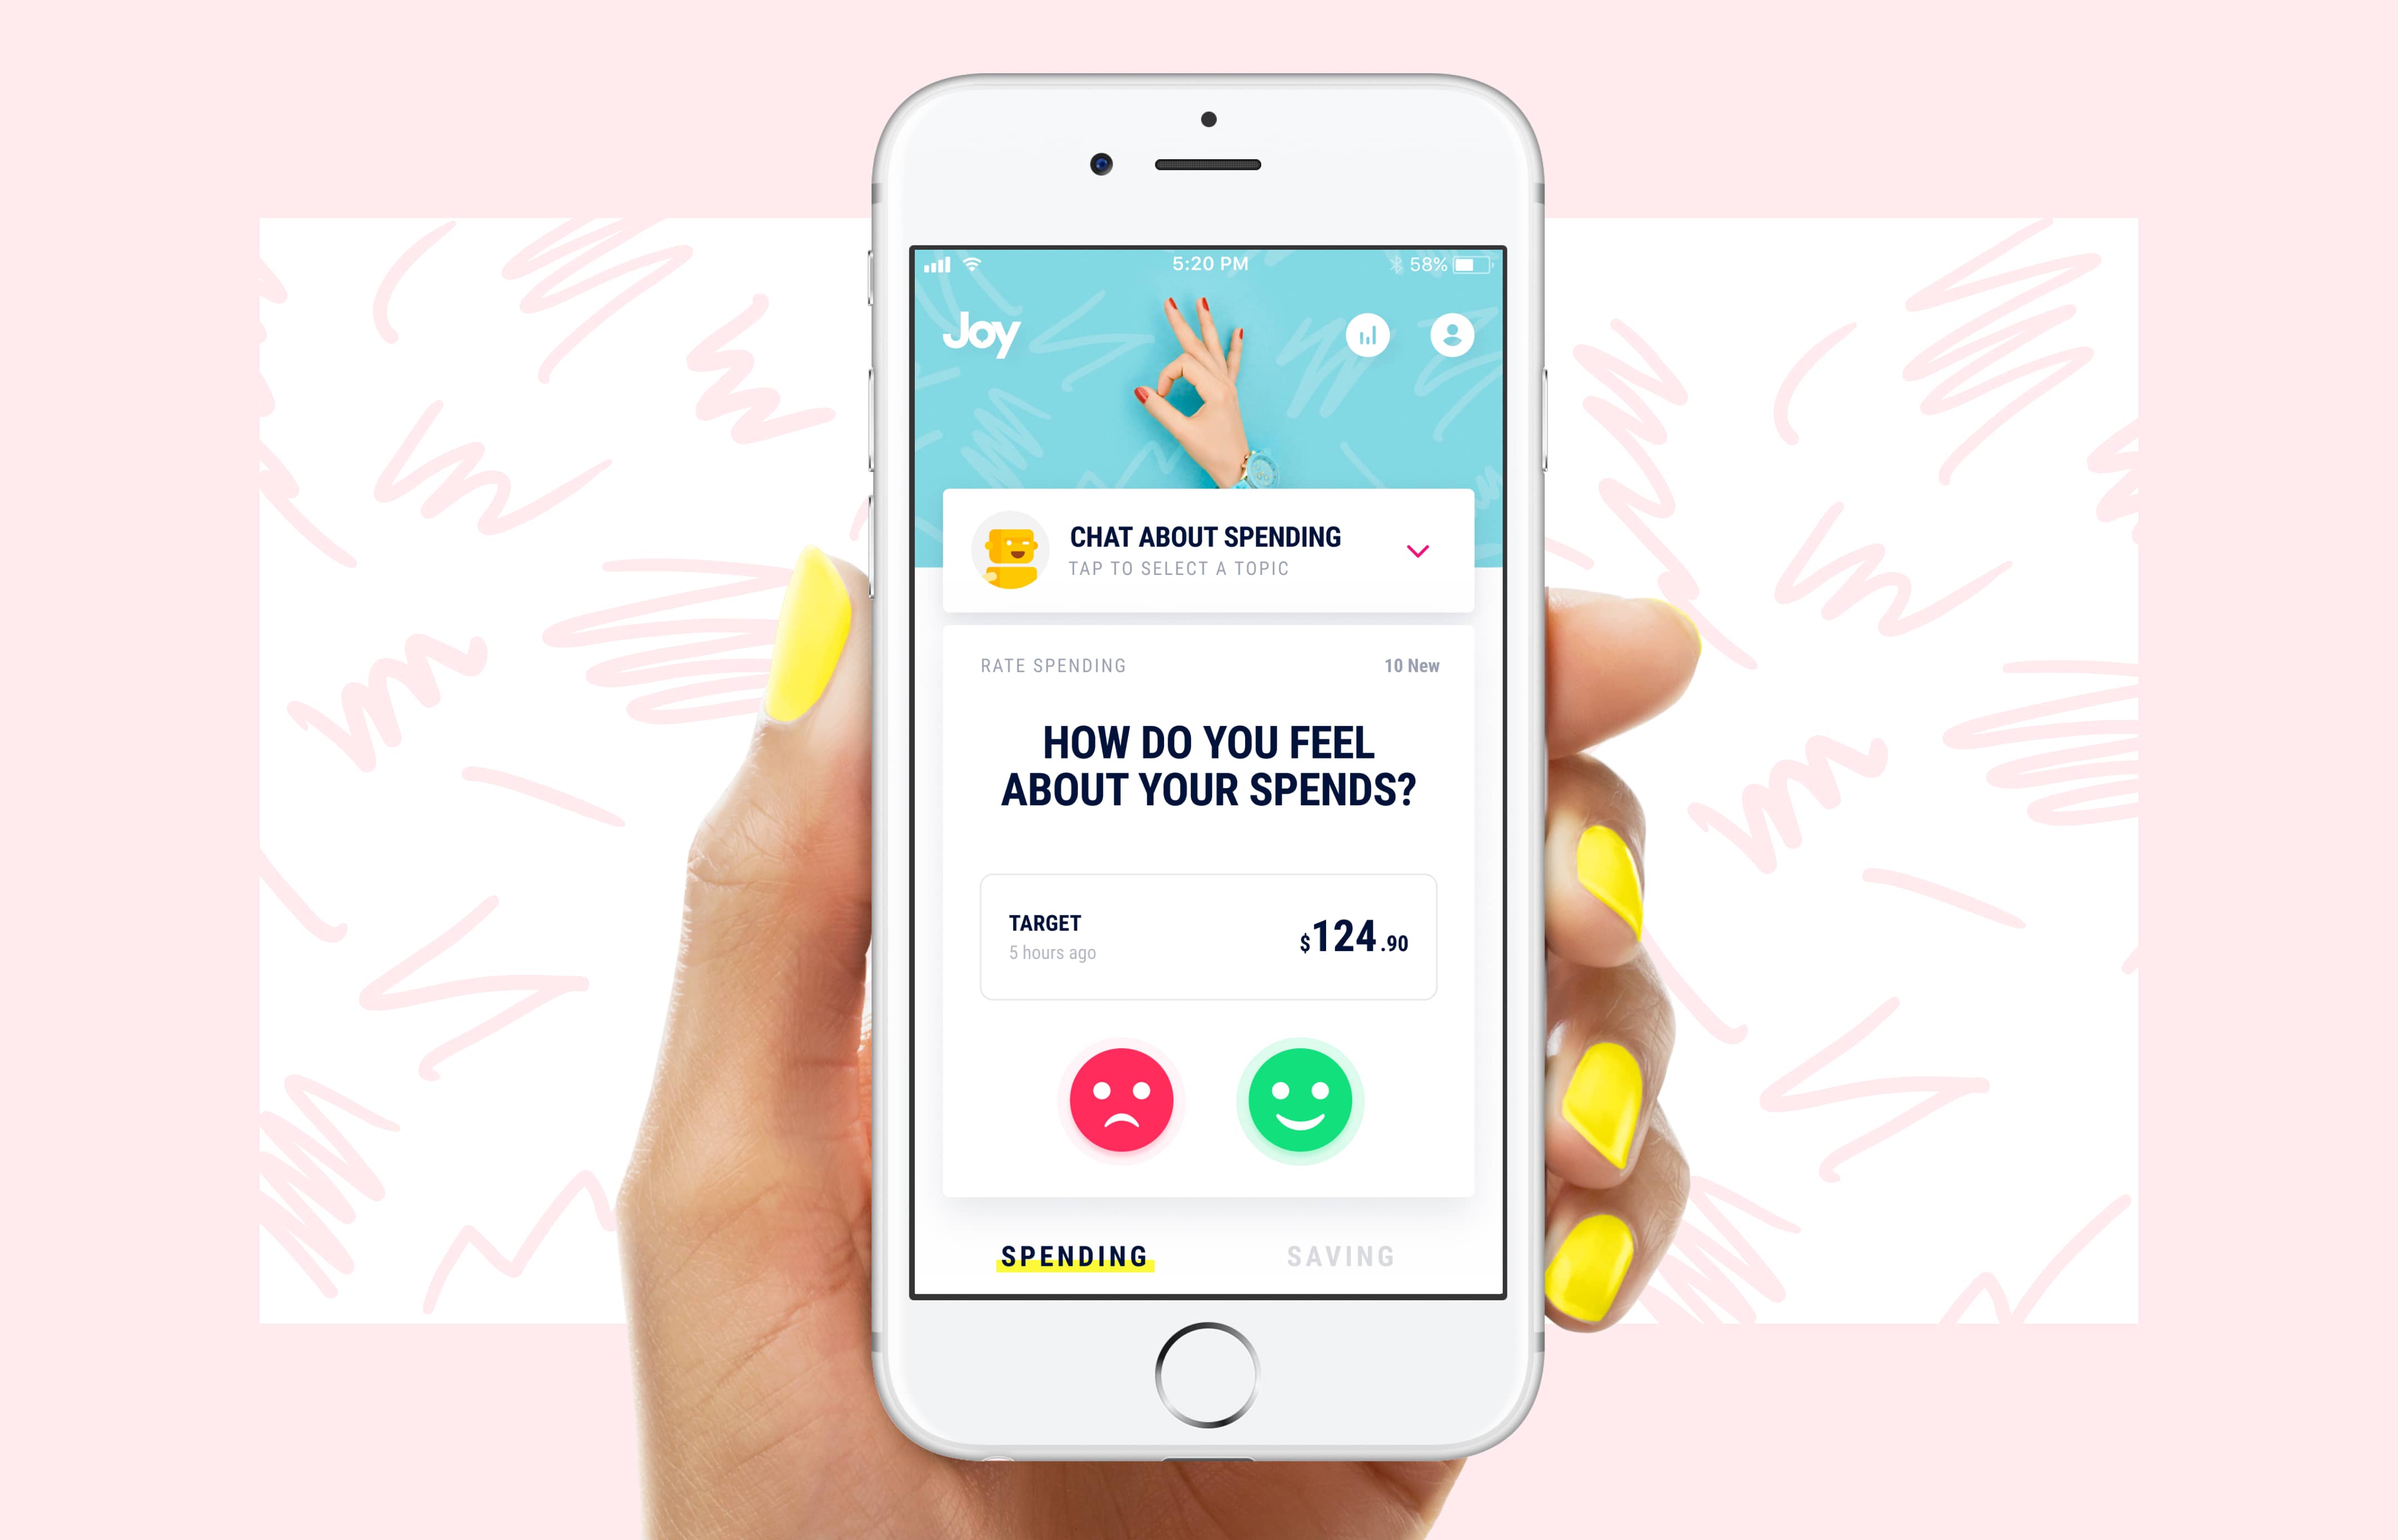 5:20 PM
58%
Joy
CHAT ABOUT SPENDING
TAP TO SELECT A TOPIC
RATE SPENDING
10 New
HOW DO YOU FEEL
ABOUT YOUR SPENDS?
TARGET
5 hours ago
$124.90
SPENDING
SAVING